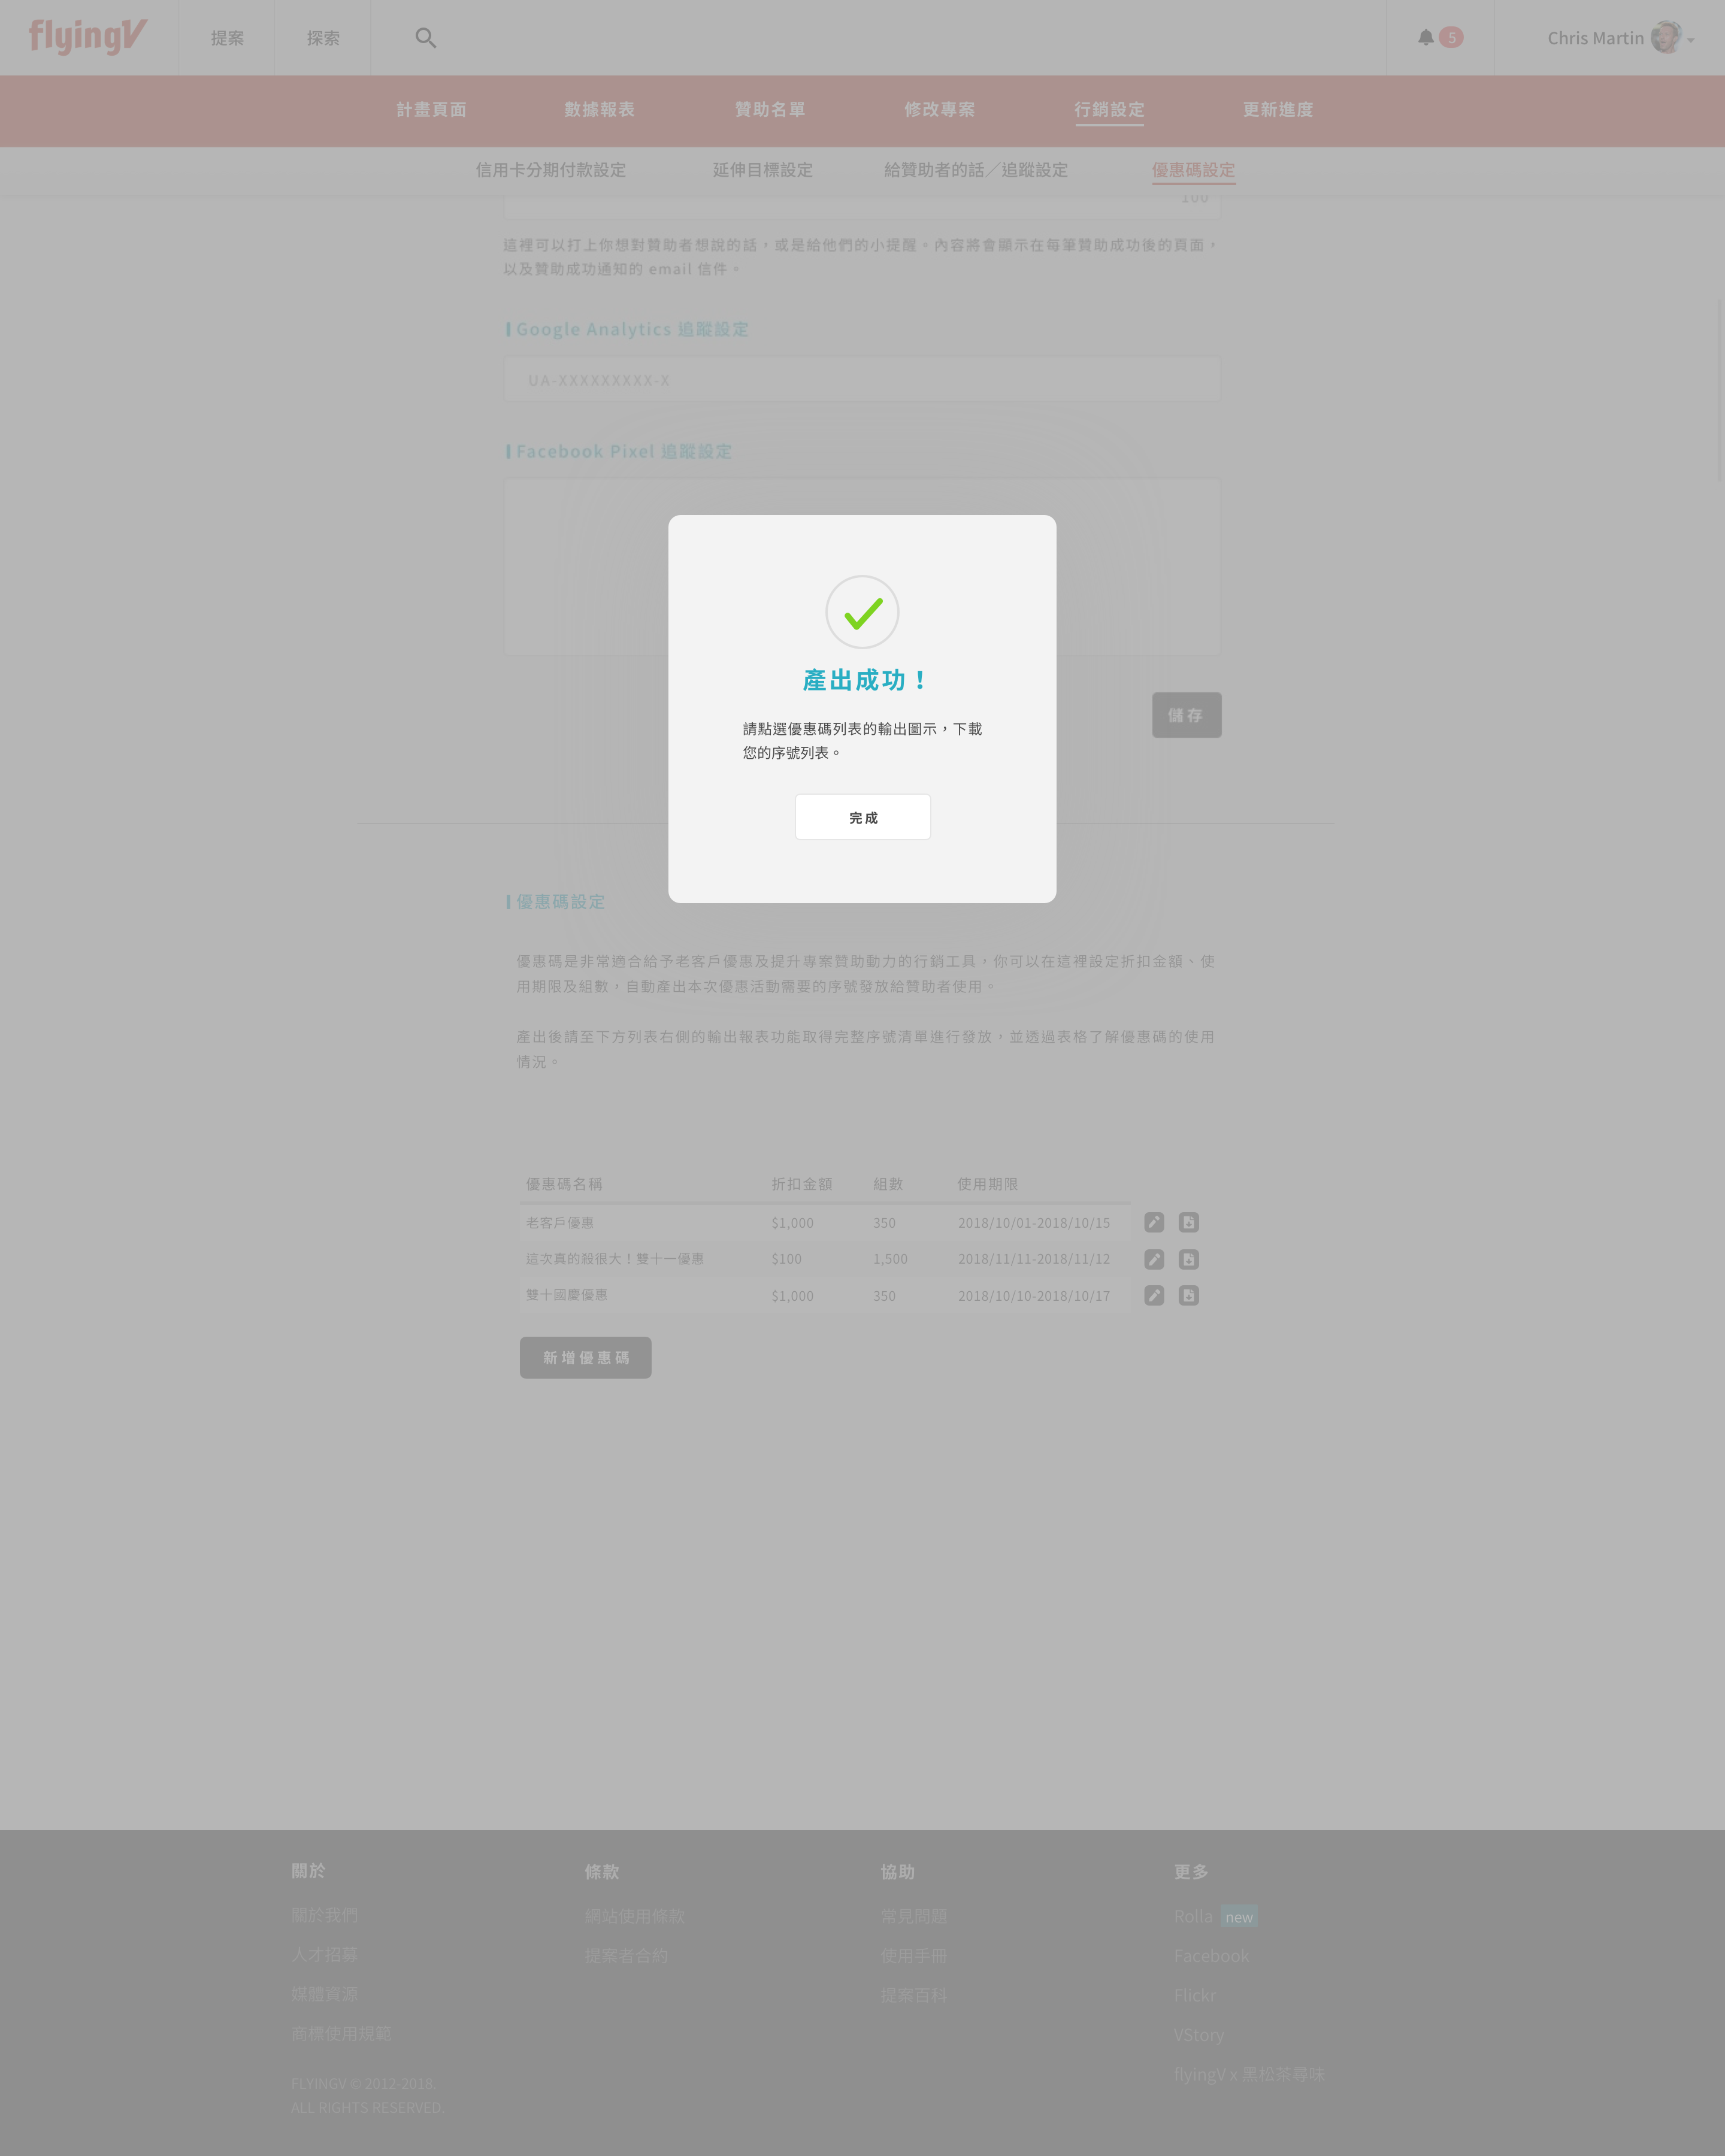 flyingV
提案
探索
5
Chris Martin
計畫頁面
數據報表
贊助名單
修改專案
行銷設定
更新進度
信用卡分期付款設定
延伸目標設定
給贊助者的話／追蹤設定
優惠碼設定
100
這裡可以打上你想對贊助者想說的話，或是給他們的小提醒。內容將會顯示在每筆贊助成功後的頁面，
以及贊助成功通知的 email 信件。
Google Analytics 追蹤設定
UA-XXXXXXXXX-X
Facebook Pixel 追蹤設定
產出成功！
請點選優惠碼列表的輸出圖示，下載
您的序號列表。
完成
儲存
優惠碼設定
優惠碼是非常適合給予老客戶優惠及提升專案贊助動力的行銷工具，你可以在這裡設定折扣金額、使
用期限及組數，自動產出本次優惠活動需要的序號發放給贊助者使用。
產出後請至下方列表右側的輸出報表功能取得完整序號清單進行發放，並透過表格了解優惠碼的使用
情況。
優惠碼名稱 折扣金額 組數 使用期限
老客戶優惠 $1,000 350 2018/10/01-2018/10/15
這次真的殺很大！雙十一優惠 $100 1,500 2018/11/11-2018/11/12
雙十國慶優惠 $1,000 350 2018/10/10-2018/10/17
新增優惠碼
關於
關於我們
人才招募
媒體資源
商標使用規範
FLYINGV © 2012-2018.
ALL RIGHTS RESERVED.
條款
網站使用條款
提案者合約
協助
常見問題
使用手冊
提案百科
更多
Rolla new
Facebook
Flickr
VStory
flyingV x 黑松茶尋味